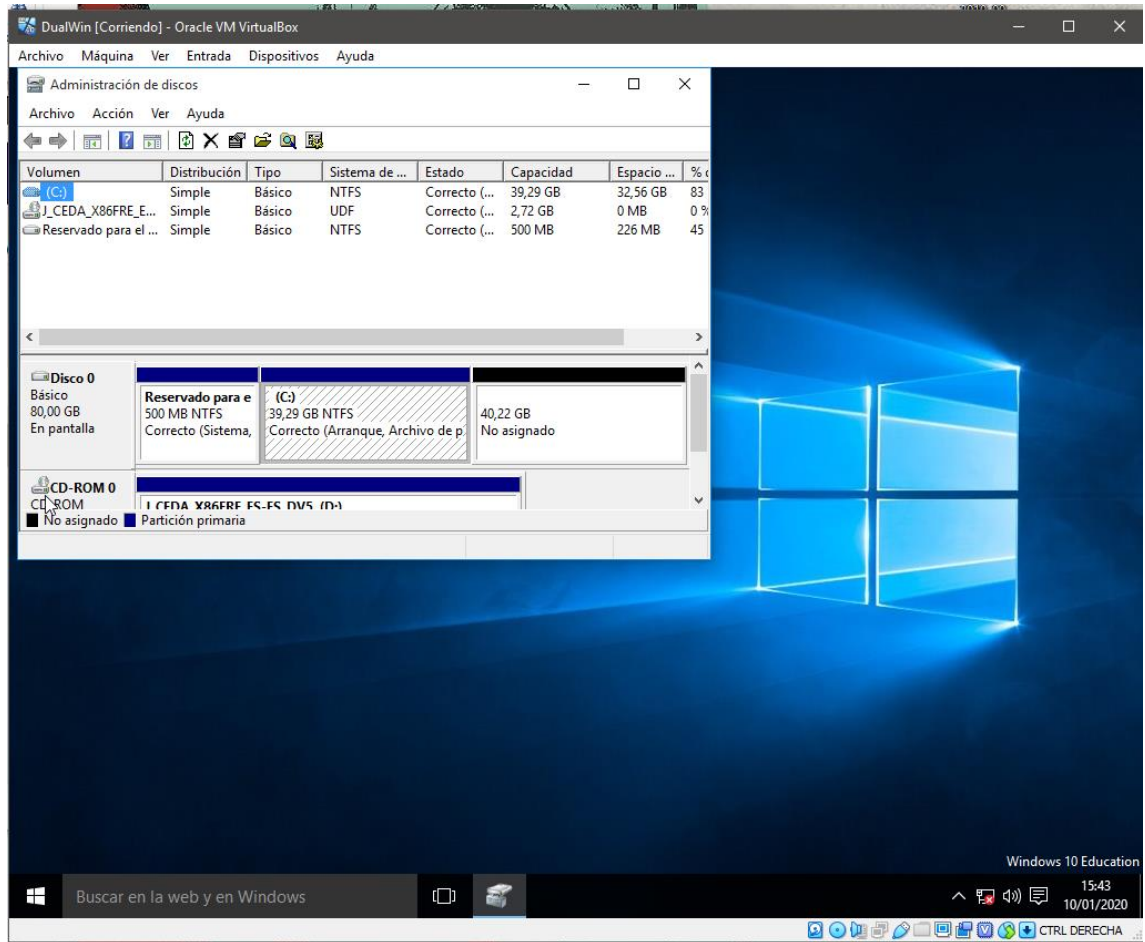 DualWin [Corriendo] - Oracle VM VirtualBox
Archivo Máquina Ver Entrada Dispositivos Ayuda
Administración de discos
Archivo Acción Ver Ayuda
Volumen Distribución Tipo Sistema de ... Estado Capacidad Espacio ... %
(C:) Simple Básico NTFS Correcto (... 39,29 GB 32,56 GB 83
J_CEDA_X86FRE_E... Simple Básico UDF Correcto (... 2,72 GB 0 MB 0 %
Reservado para el ... Simple Básico NTFS Correcto (... 500 MB 226 MB 45
Disco 0
Básico
80,00 GB
En pantalla
Reservado para e
500 MB NTFS
Correcto (Sistema,
(C:)
39,29 GB NTFS
Correcto (Arranque, Archivo de p
40,22 GB
No asignado
CD-ROM 0
CD-ROM
J_CEDA_X86FRE_ES-ES_DV5 (D:)
No asignado Partición primaria
Windows 10 Education
Buscar en la web y en Windows
15:43
10/01/2020
CTRL DERECHA